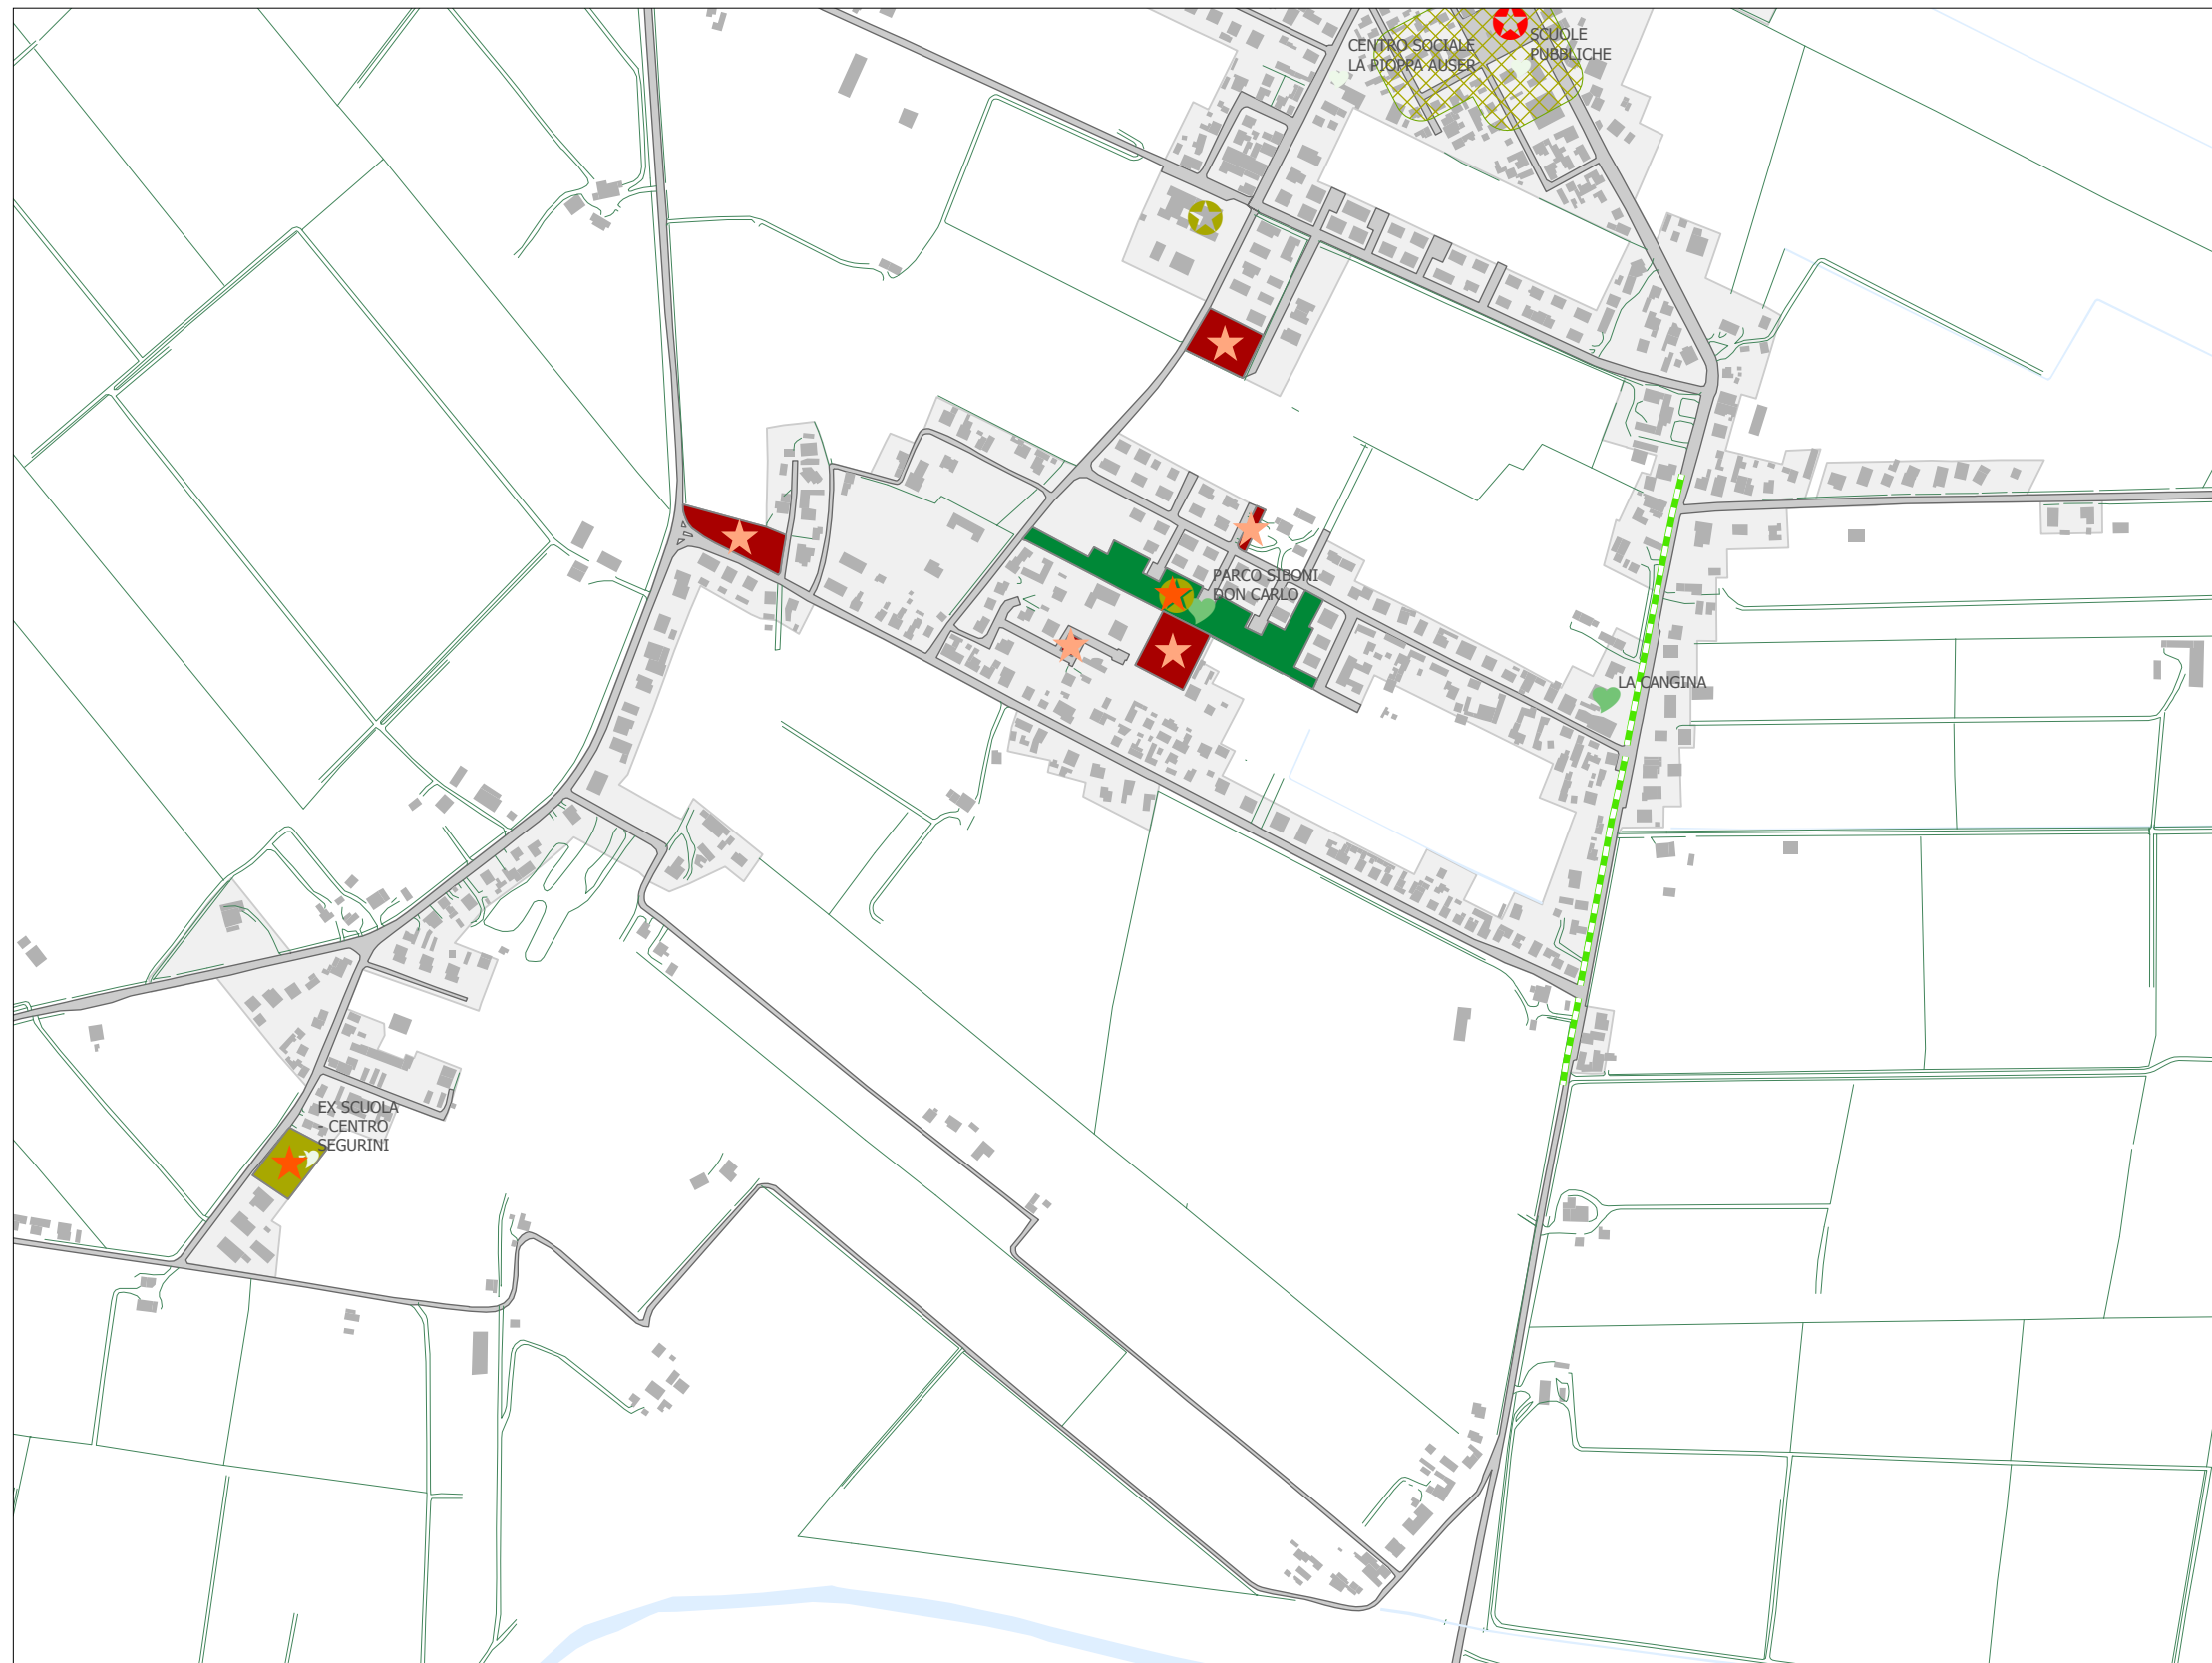 CENTRO SOCIALE
LA PIOPPA AUSER
SCUOLE
PUBBLICHE
PARCO SIBONI
DON CARLO
LA CANGINA
EX SCUOLA
- CENTRO
SEGURINI